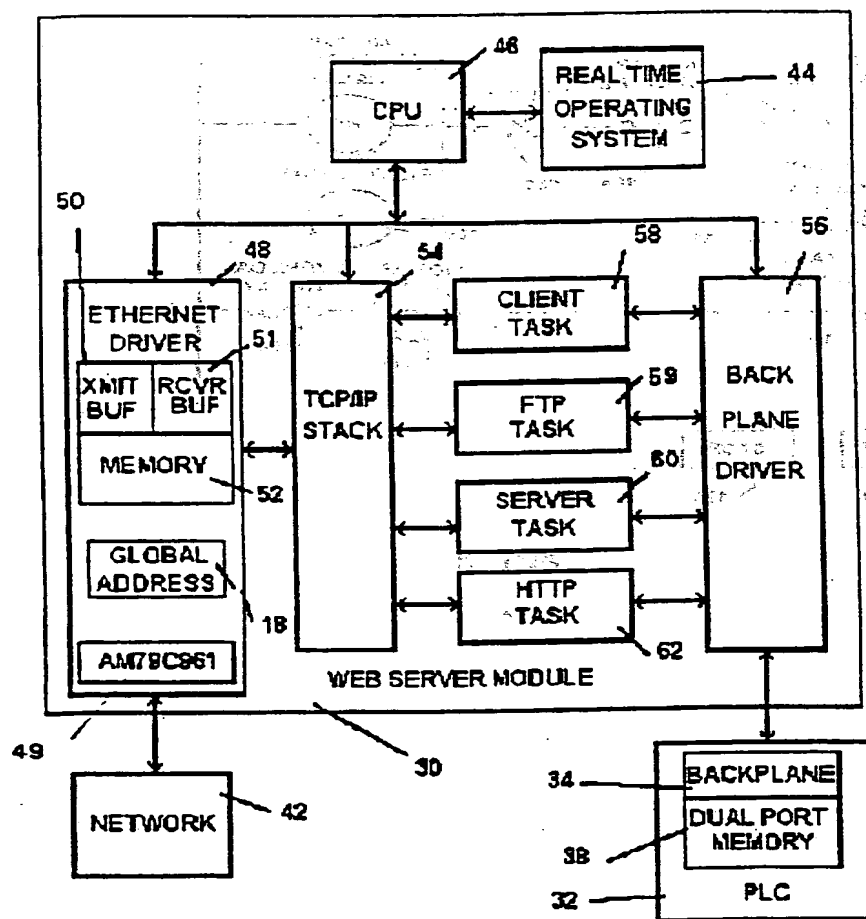 46
CPU
REAL TIME
OPERATING
SYSTEM
44
50
48
54
58
56
ETHERNET
DRIVER
51
XMIT
BUF
RCVR
BUF
MEMORY
52
GLOBAL
ADDRESS
18
AM79C961
49
TCP/IP
STACK
CLIENT
TASK
59
FTP
TASK
60
SERVER
TASK
HTTP
TASK
62
BACK
PLANE
DRIVER
WEB SERVER MODULE
30
NETWORK
42
34
BACKPLANE
DUAL PORT
MEMORY
38
32
PLC